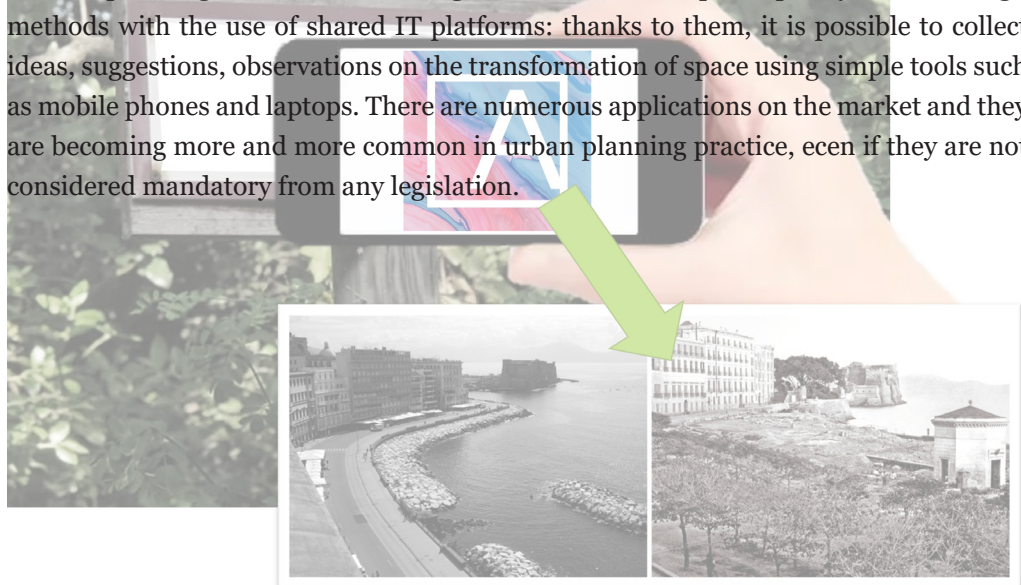 methods with the use of shared IT platforms: thanks to them, it is possible to collect
ideas, suggestions, observations on the transformation of space using simple tools such
as mobile phones and laptops. There are numerous applications on the market and they
are becoming more and more common in urban planning practice, ecen if they are not
considered mandatory from any legislation.
A